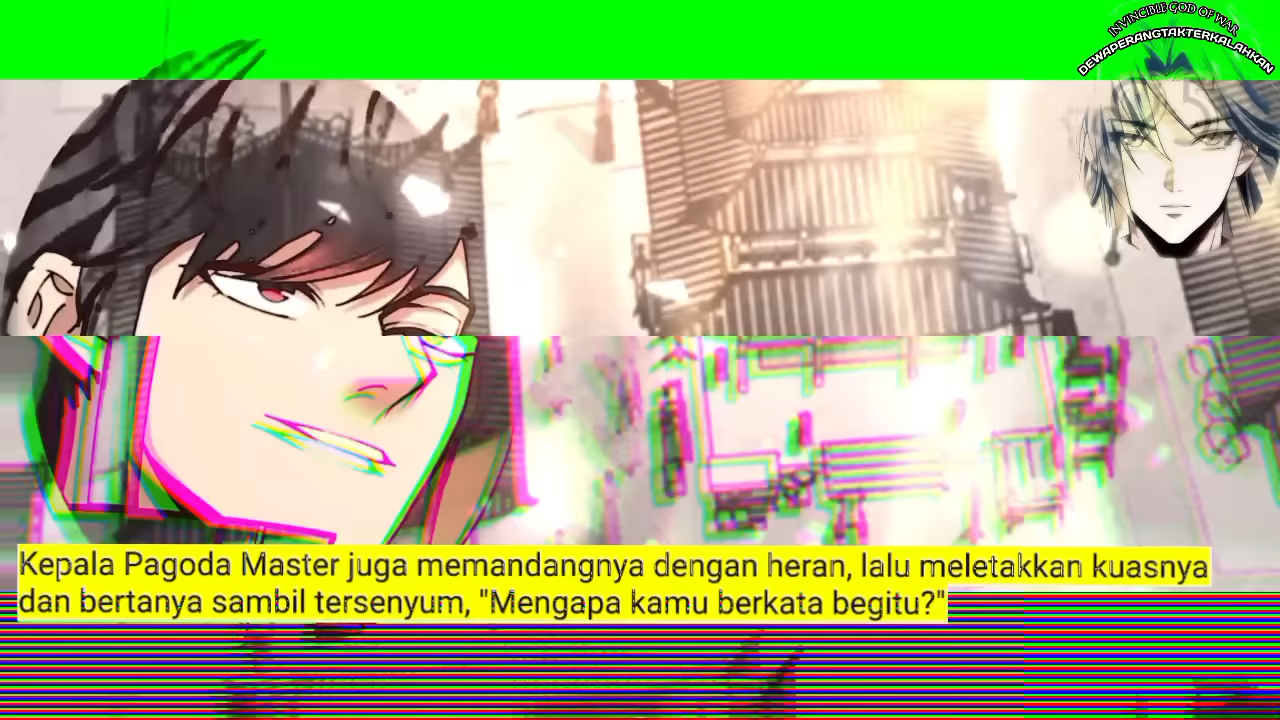 INVINCIBLE GOD OF WAR
DEWAPERANGTAKTERKALAHKAN
Kepala Pagoda Master juga memandangnya dengan heran, lalu meletakkan kuasnya
dan bertanya sambil tersenyum, "Mengapa kamu berkata begitu?"